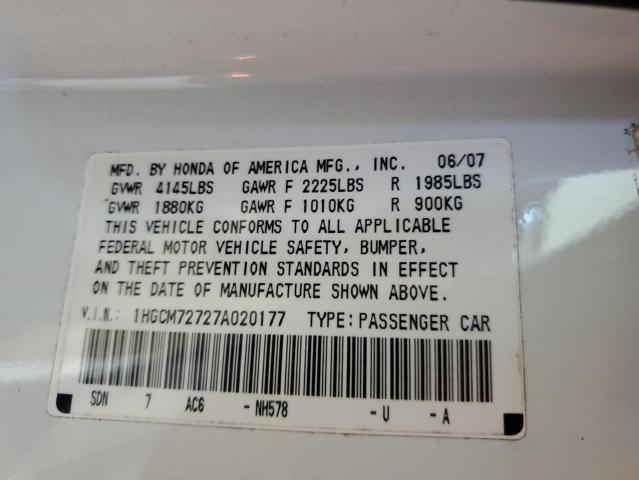 MFD. BY HONDA OF AMERICA MFG., INC. 06/07
GVWR 4145LBS GAWR F 2225LBS R 1985LBS
GVWR 1880KG GAWR F 1010KG R 900KG
THIS VEHICLE CONFORMS TO ALL APPLICABLE
FEDERAL MOTOR VEHICLE SAFETY, BUMPER,
AND THEFT PREVENTION STANDARDS IN EFFECT
ON THE DATE OF MANUFACTURE SHOWN ABOVE.
V.I.N.: 1HGCM72727A020177 TYPE: PASSENGER CAR
SDN 7 AC6 -NH578 -U -A